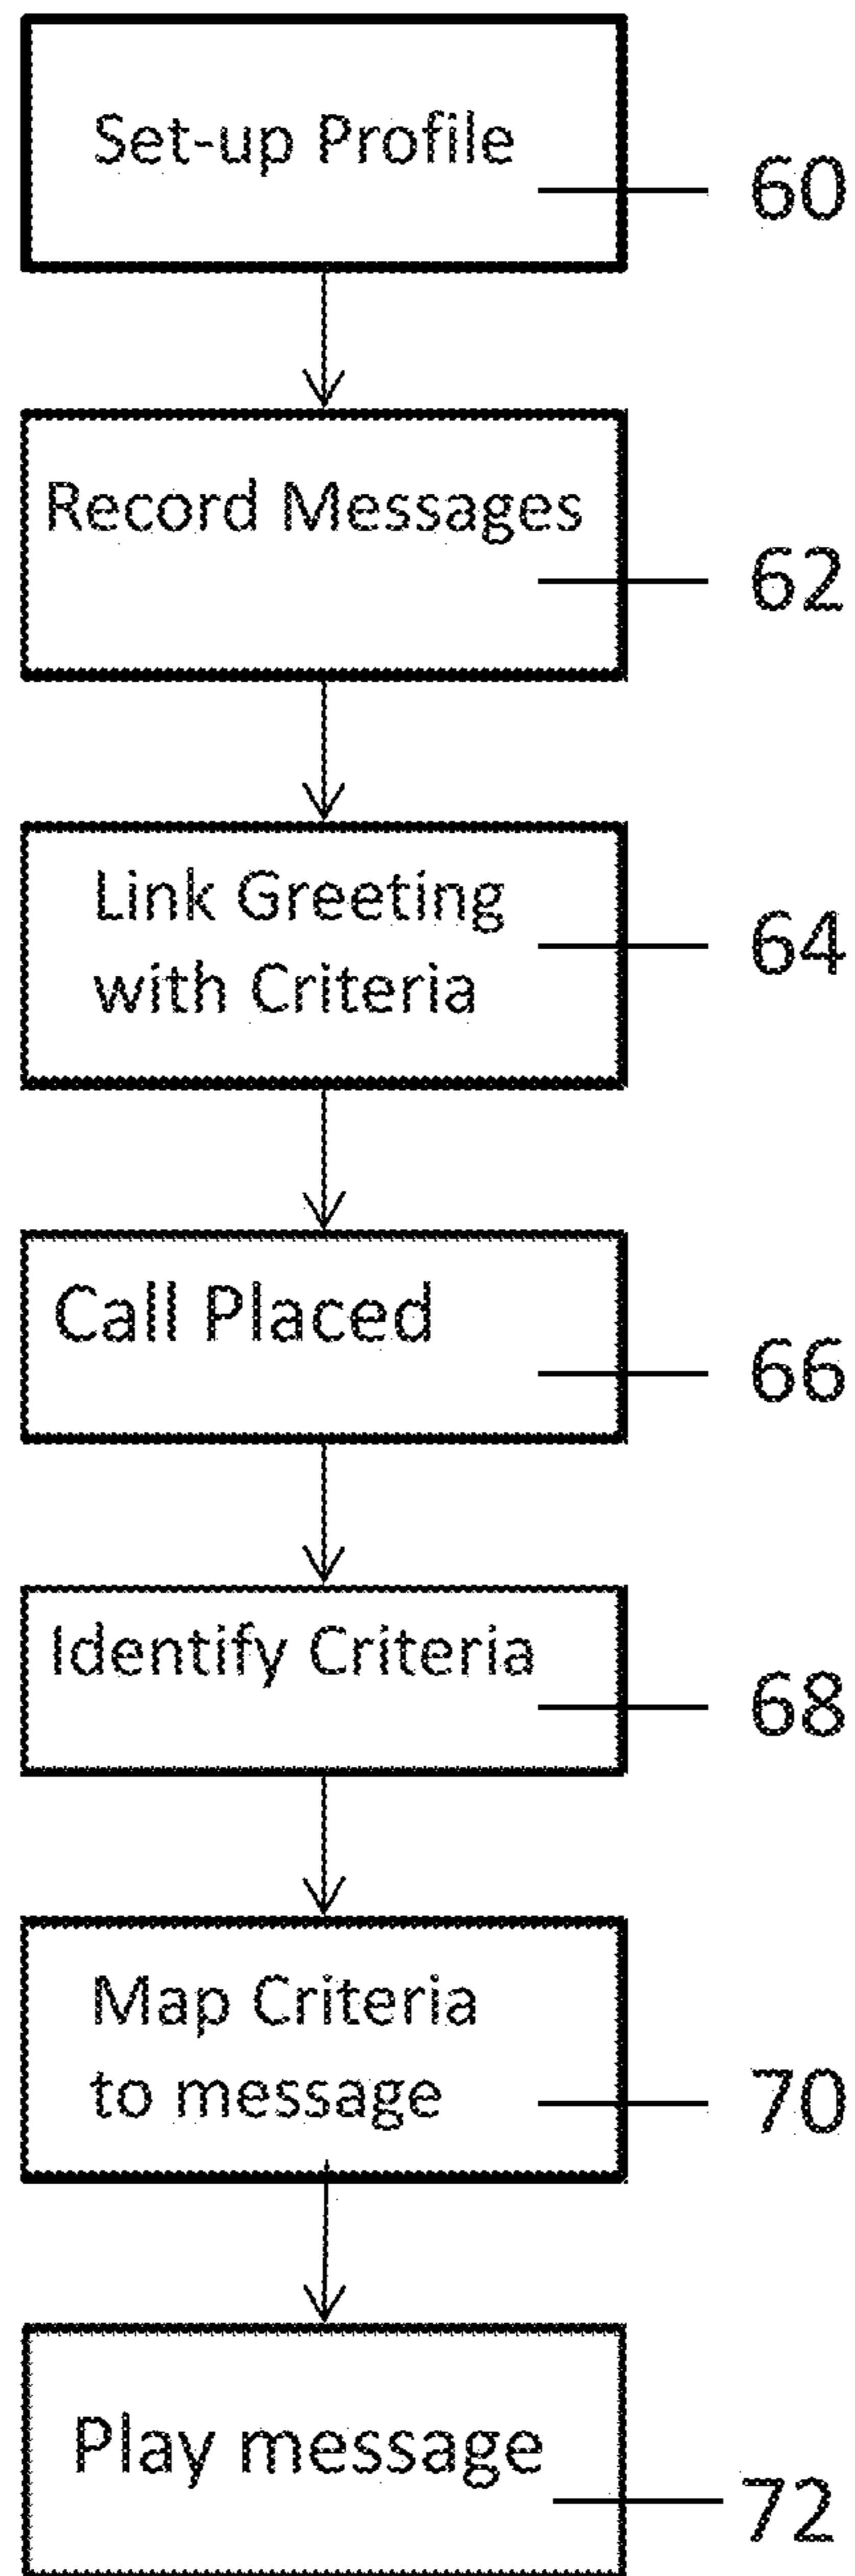 Set-up Profile
60
Record Messages
62
Link Greeting
with Criteria
64
Call Placed
66
Identify Criteria
68
Map Criteria
to message
70
Play message
72